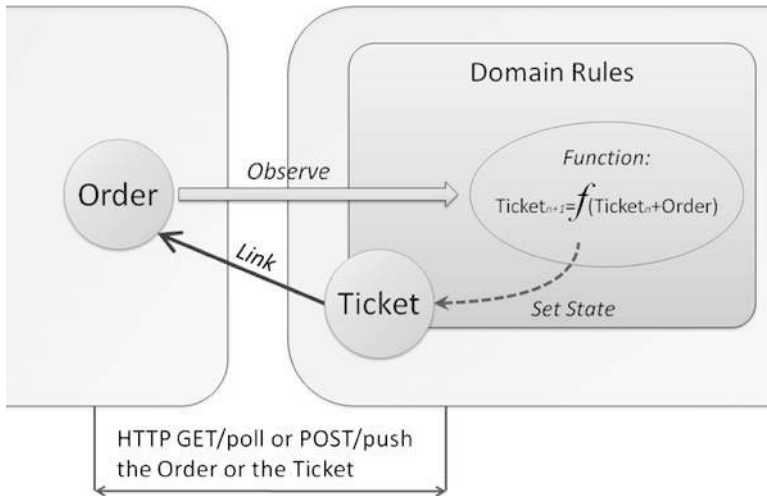 Domain Rules
Function:
Ticketn+1=f(Ticketn+Order)
Order
Observe
Link
Ticket
Set State
HTTP GET/poll or POST/push
the Order or the Ticket